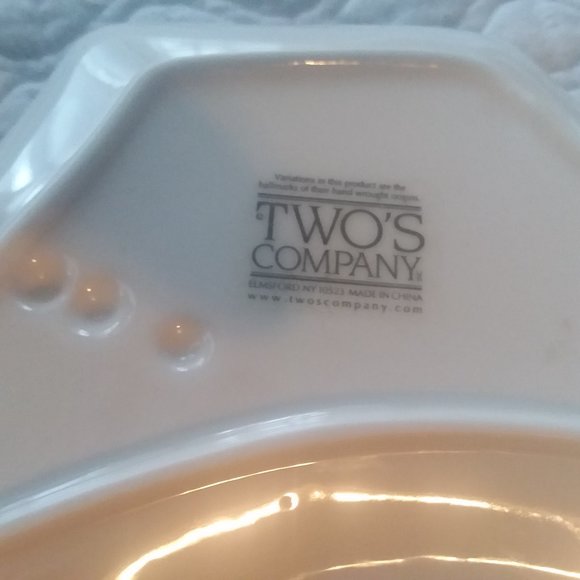 Variations in this product are the
hallmarks of their hand wrought origins.
TWO'S
COMPANY
ELMSFORD, NY 10523 MADE IN CHINA
www.twoscompany.com